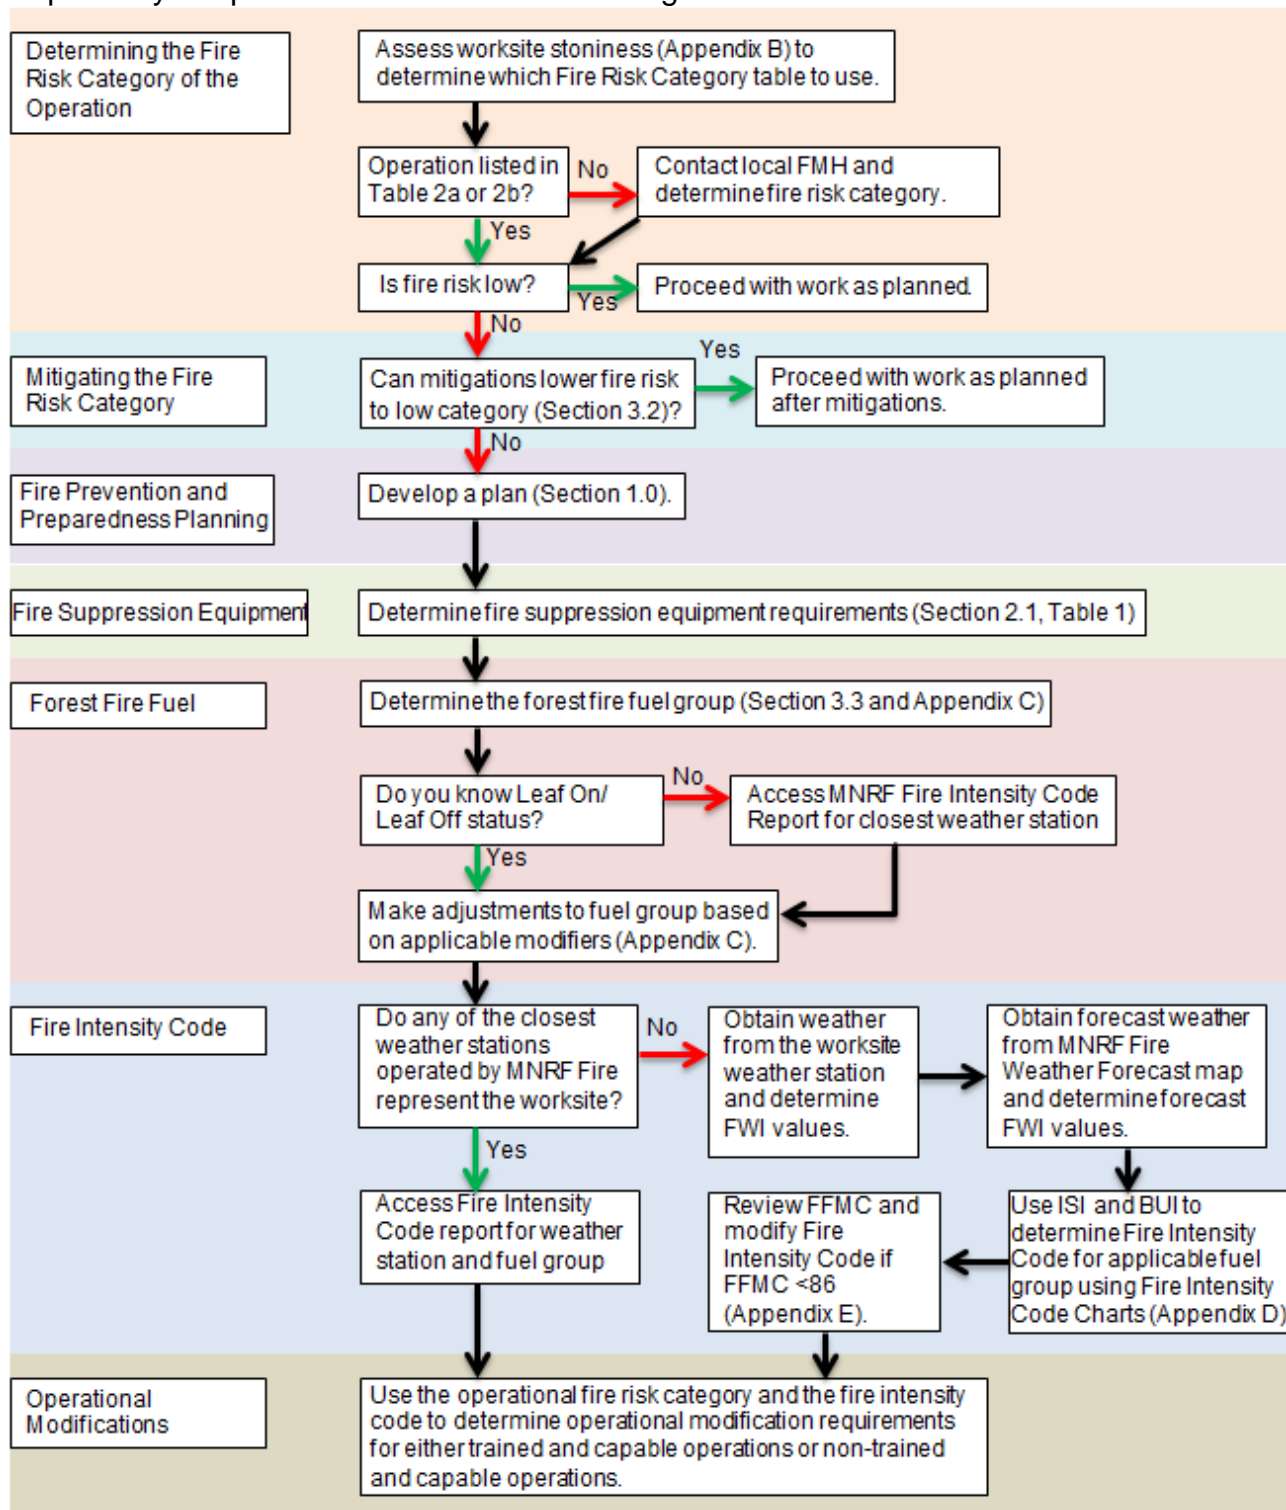 Determining the Fire
Risk Category of the
Operation
Assess worksite stoniness (Appendix B) to
determine which Fire Risk Category table to use.
Operation listed in
Table 2a or 2b?
No
Contact local FMH and
determine fire risk category.
Yes
Is fire risk low?
Yes
Proceed with work as planned.
No
Mitigating the Fire
Risk Category
Can mitigations lower fire risk
to low category (Section 3.2)?
Yes
Proceed with work as planned
after mitigations.
No
Fire Prevention and
Preparedness Planning
Develop a plan (Section 1.0).
Fire Suppression Equipment
Determine fire suppression equipment requirements (Section 2.1, Table 1)
Forest Fire Fuel
Determine the forest fire fuel group (Section 3.3 and Appendix C)
Do you know Leaf On/
Leaf Off status?
No
Access MNRF Fire Intensity Code
Report for closest weather station
Yes
Make adjustments to fuel group based
on applicable modifiers (Appendix C).
Fire Intensity Code
Do any of the closest
weather stations
operated by MNRF Fire
represent the worksite?
No
Obtain weather
from the worksite
weather station
and determine
FWI values.
Obtain forecast weather
from MNRF Fire
Weather Forecast map
and determine forecast
FWI values.
Yes
Access Fire Intensity
Code report for weather
station and fuel group
Review FFMC and
modify Fire
Intensity Code if
FFMC <86
(Appendix E).
Use ISI and BUI to
determine Fire Intensity
Code for applicable fuel
group using Fire Intensity
Code Charts (Appendix D)
Operational
Modifications
Use the operational fire risk category and the fire intensity
code to determine operational modification requirements
for either trained and capable operations or non-trained
and capable operations.